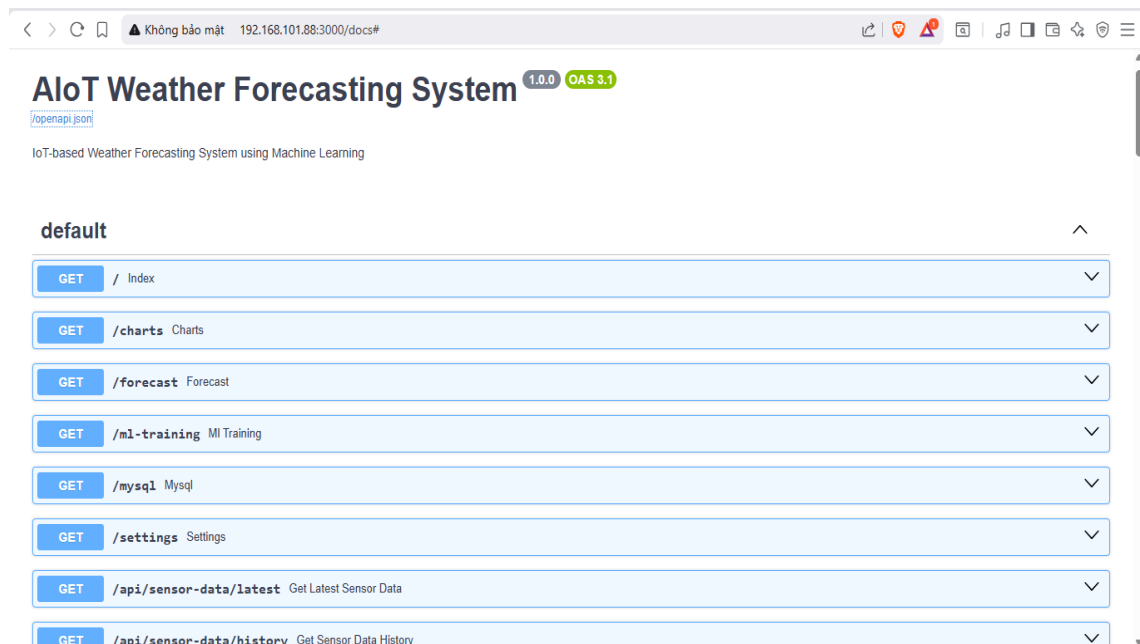 Không bảo mật 192.168.101.88:3000/docs#
AIoT Weather Forecasting System 1.0.0 OAS 3.1
/openapi.json
IoT-based Weather Forecasting System using Machine Learning
default
GET / Index
GET /charts Charts
GET /forecast Forecast
GET /ml-training Ml Training
GET /mysql Mysql
GET /settings Settings
GET /api/sensor-data/latest Get Latest Sensor Data
GET /api/sensor-data/history Get Sensor Data History